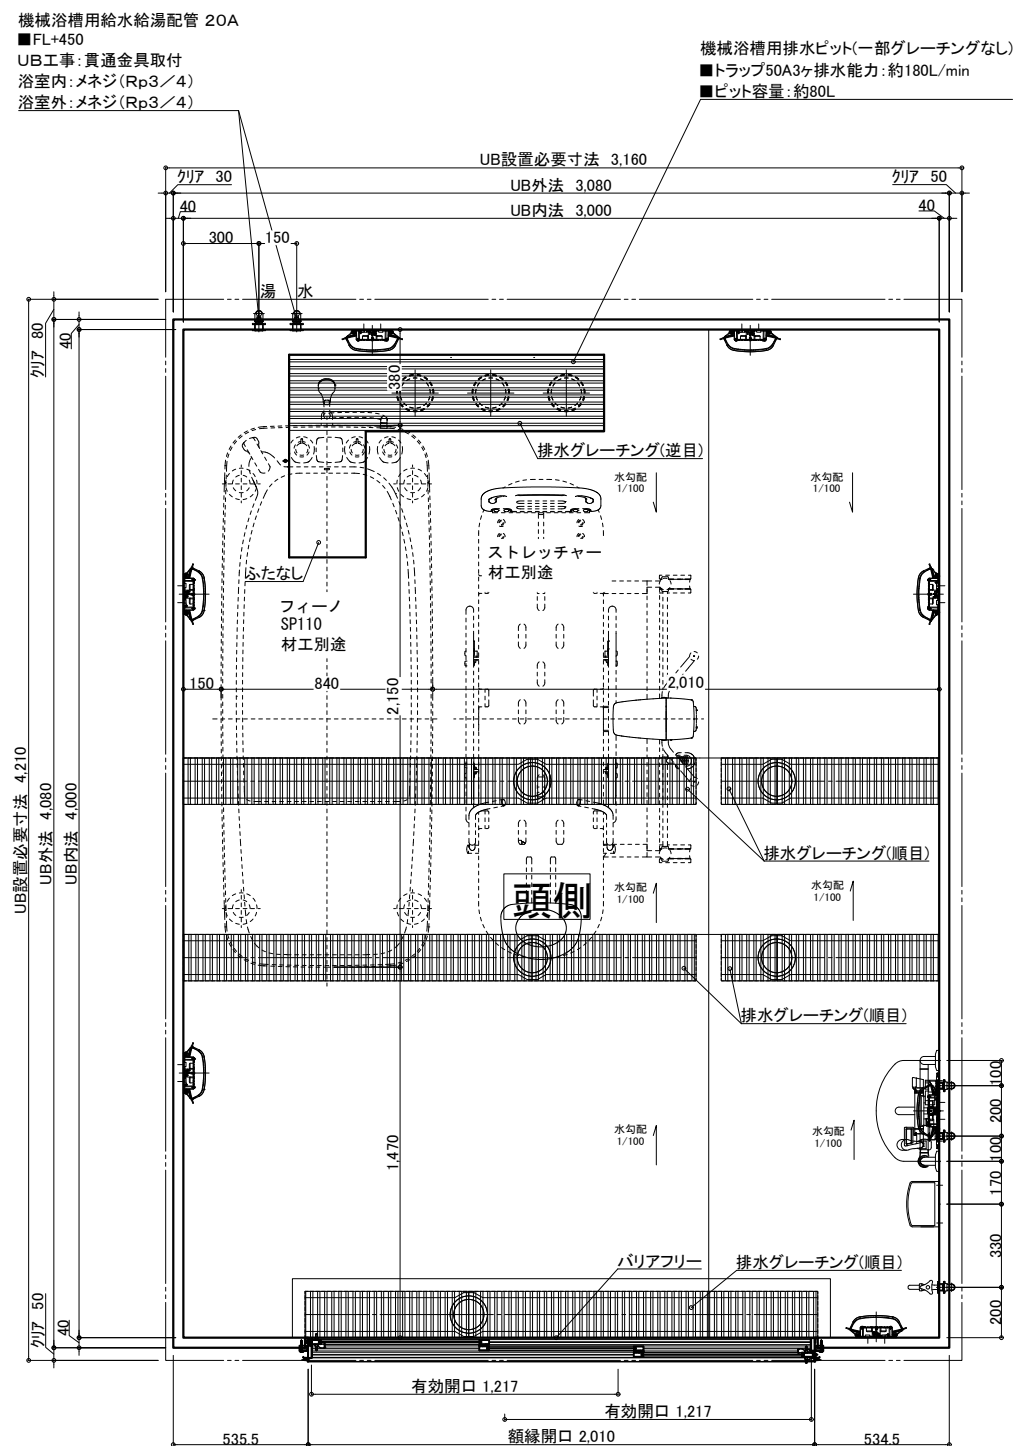 機械浴槽用給水給湯配管 20A
■FL+450
UB工事:貫通金具取付
浴室内:メネジ(Rp3/4)
浴室外:メネジ(Rp3/4)
機械浴槽用排水ピット(一部グレーチングなし)
■トラップ50A3ヶ排水能力:約180L/min
■ピット容量:約80L
UB設置必要寸法 3,160
クリア 30
UB外法 3,080
クリア 50
40
UB内法 3,000
40
300
150
湯
水
クリア 80
40
380
排水グレーチング(逆目)
水勾配
1/100
水勾配
1/100
ストレッチャー
材工別途
ふたなし
フィーノ
SP110
材工別途
150
840
2,150
2,010
UB設置必要寸法 4,210
UB外法 4,080
UB内法 4,000
排水グレーチング(順目)
頭側
水勾配
1/100
水勾配
1/100
排水グレーチング(順目)
100
200
100
170
330
200
1,470
水勾配
1/100
水勾配
1/100
バリアフリー
排水グレーチング(順目)
クリア 50
40
有効開口 1,217
有効開口 1,217
535.5
額縁開口 2,010
534.5